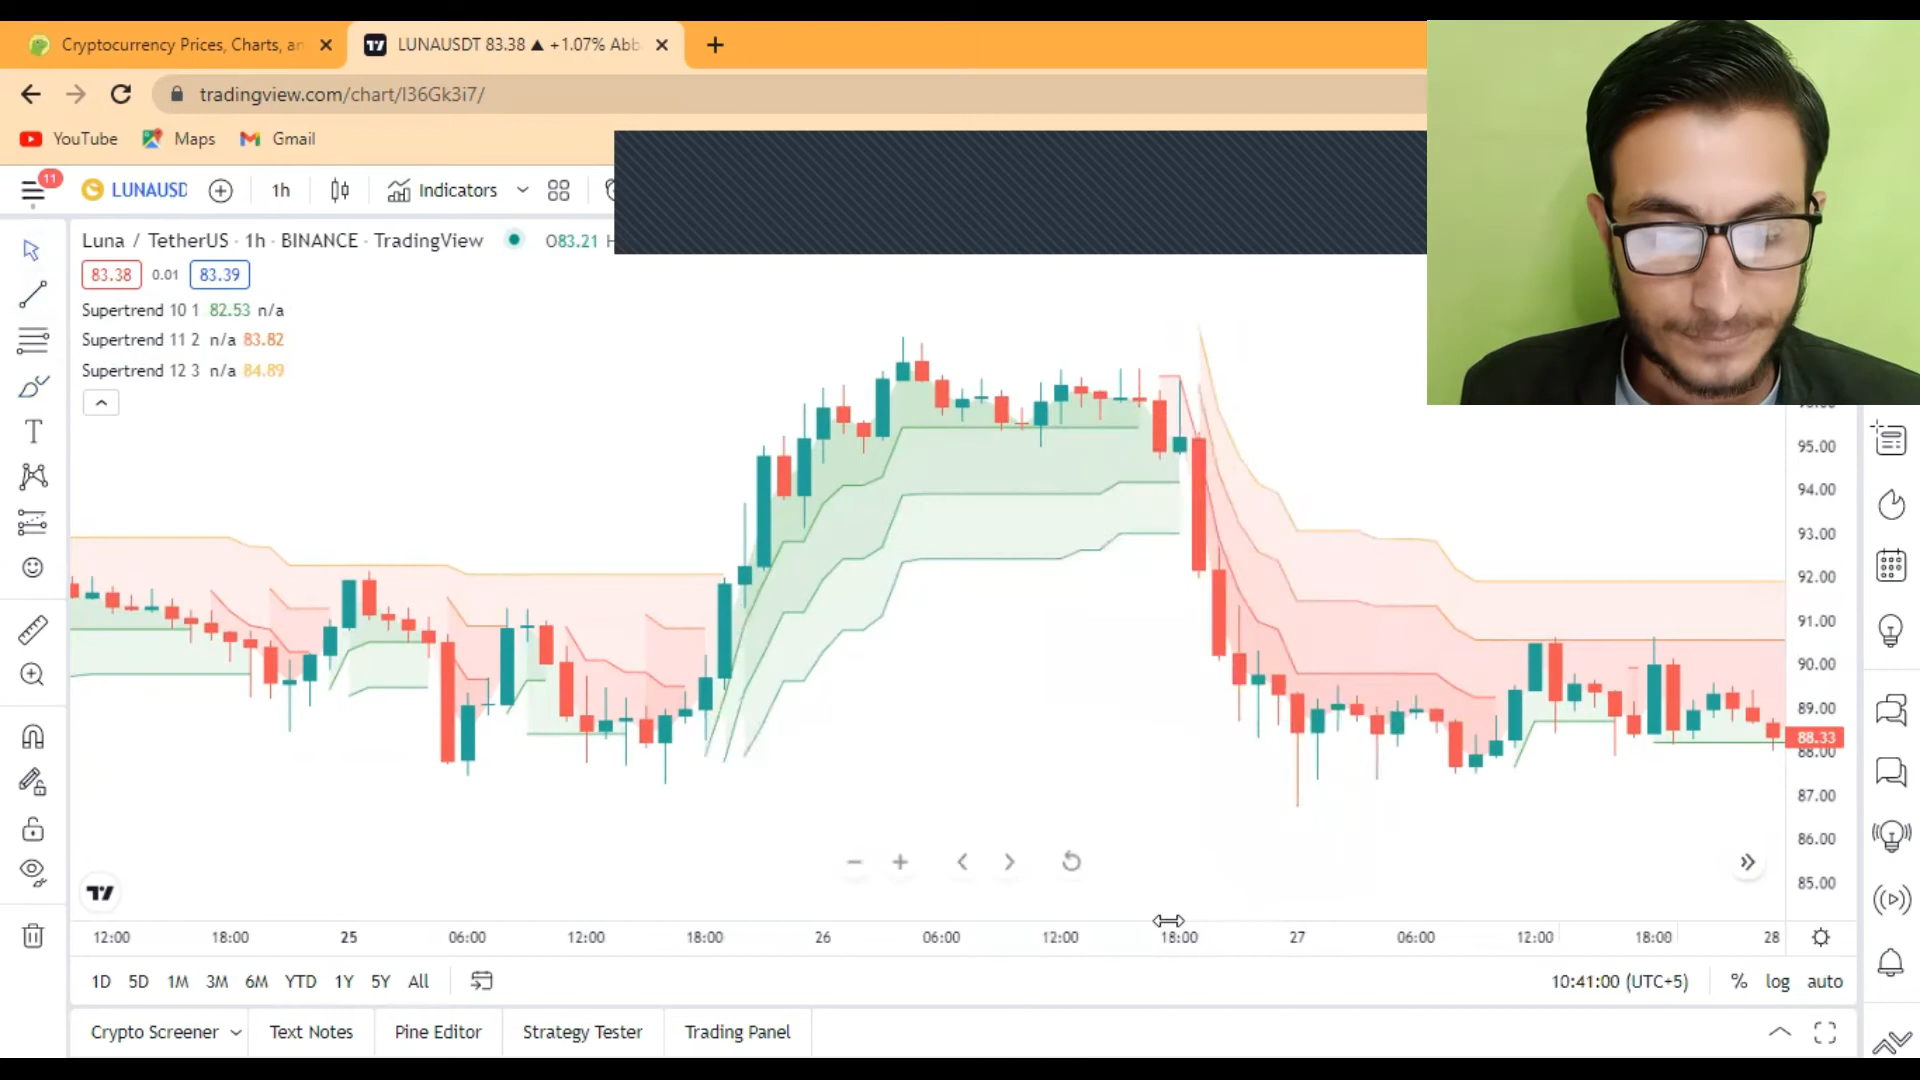 Cryptocurrency Prices, Charts, an
LUNAUSDT 83.38 ▲ +1.07% Abb
tradingview.com/chart/I36Gk3i7/
YouTube
Maps
Gmail
11
LUNAUSD
1h
Indicators
Luna / TetherUS · 1h · BINANCE · TradingView
O83.21 H
83.38 0.01 83.39
Supertrend 10 1 82.53 n/a
Supertrend 11 2 n/a 83.82
Supertrend 12 3 n/a 84.89
95.00
94.00
93.00
92.00
91.00
90.00
89.00
88.33
88.00
87.00
86.00
85.00
12:00 18:00 25 06:00 12:00 18:00 26 06:00 12:00 18:00 27 06:00 12:00 18:00 28
1D 5D 1M 3M 6M YTD 1Y 5Y All
10:41:00 (UTC+5) % log auto
Crypto Screener Text Notes Pine Editor Strategy Tester Trading Panel